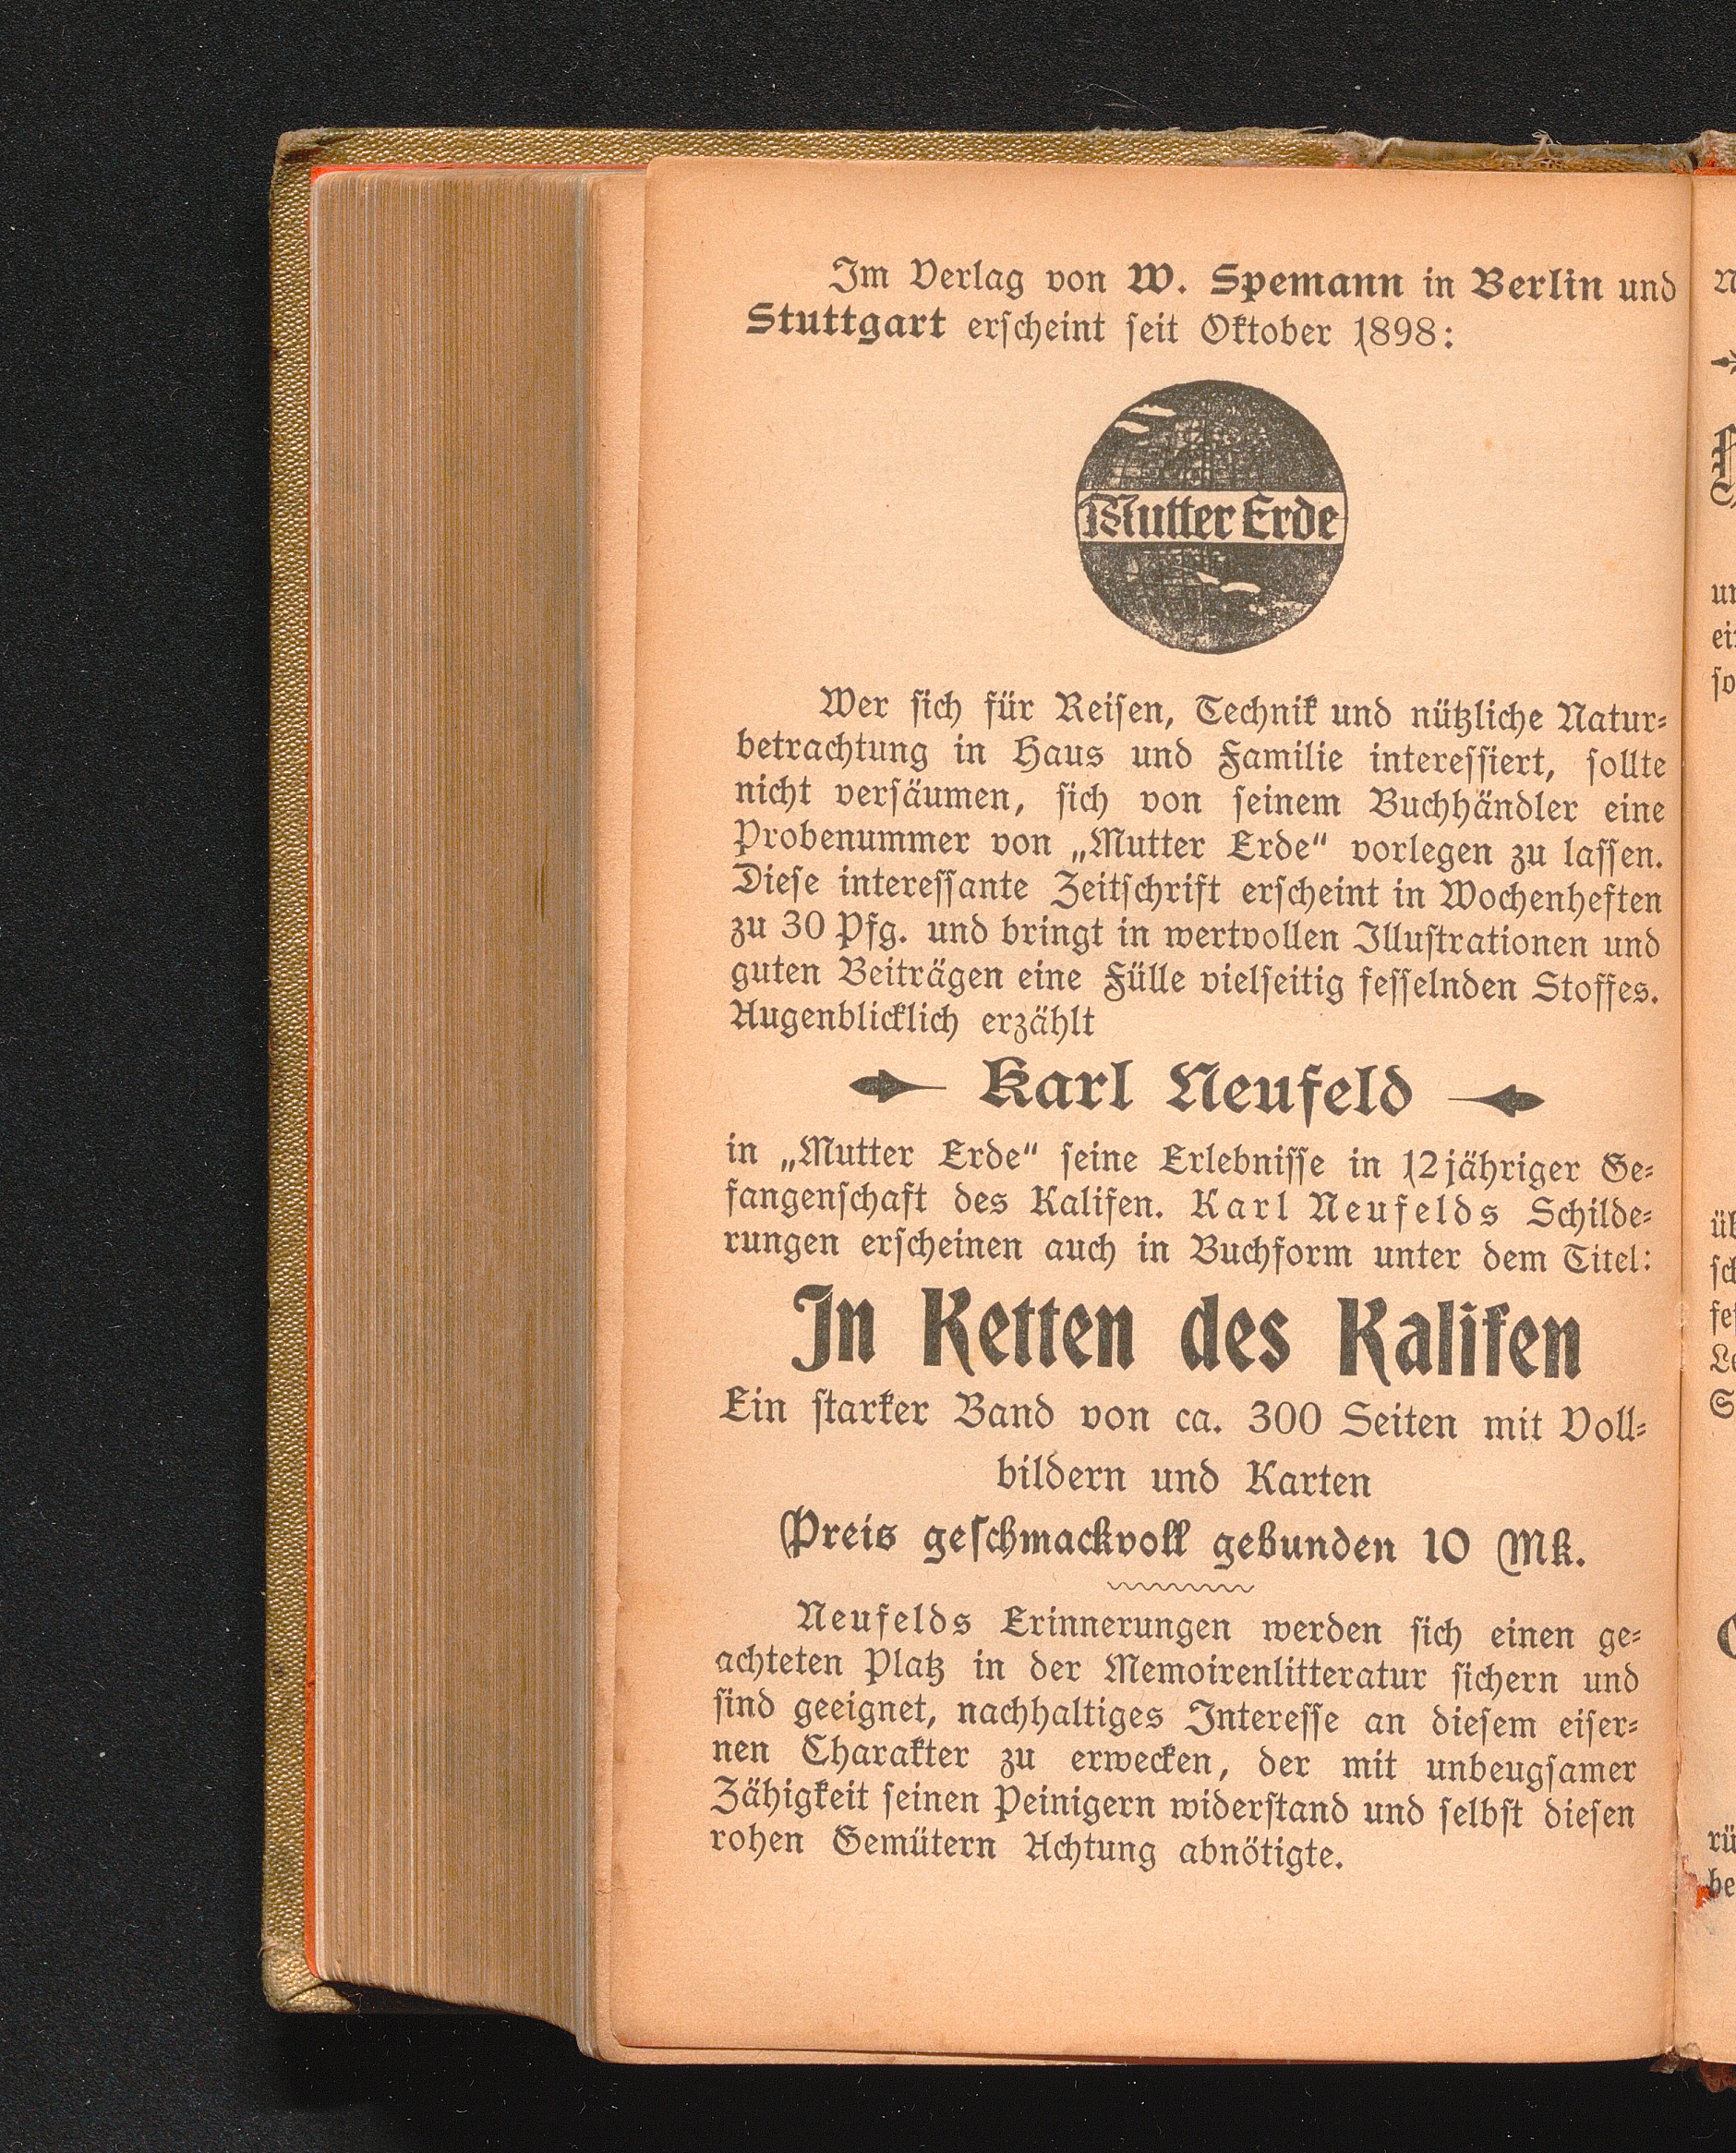 Im Verlag von W. Spemann in Berlin und
Stuttgart erscheint seit Oktober 1898:
Mutter Erde
Wer sich für Reisen, Technik und nützliche Natur-
betrachtung in Haus und Familie interessiert, sollte
nicht versäumen, sich von seinem Buchhändler eine
Probenummer von „Mutter Erde“ vorlegen zu lassen.
Diese interessante Zeitschrift erscheint in Wochenheften
zu 30 Pfg. und bringt in wertvollen Illustrationen und
guten Beiträgen eine Fülle vielseitig fesselnden Stoffes.
Augenblicklich erzählt
Karl Neufeld
in „Mutter Erde“ seine Erlebnisse in 12jähriger Ge-
fangenschaft des Kalifen. Karl Neufelds Schilde-
rungen erscheinen auch in Buchform unter dem Titel:
In Ketten des Kalifen
Ein starker Band von ca. 300 Seiten mit Voll-
bildern und Karten
Preis geschmackvoll gebunden 10 Mk.
Neufelds Erinnerungen werden sich einen ge-
achteten Platz in der Memoirenlitteratur sichern und
sind geeignet, nachhaltiges Interesse an diesem eiser-
nen Charakter zu erwecken, der mit unbeugsamer
Zähigkeit seinen Peinigern widerstand und selbst diesen
rohen Gemütern Achtung abnötigte.